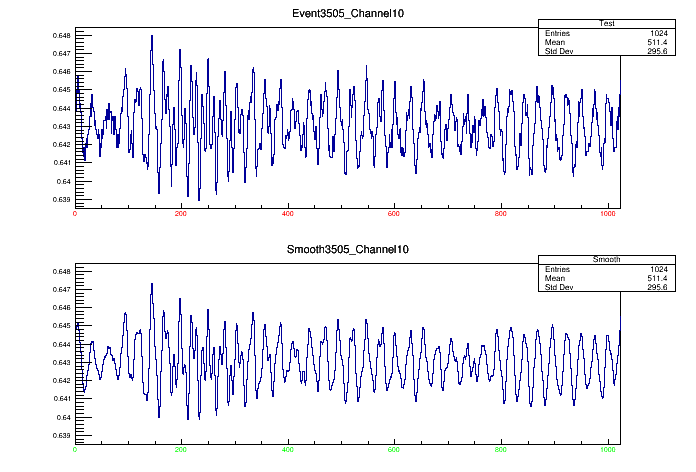 Event3505_Channel10
Test
Entries 1024
Mean 511.4
Std Dev 295.6
0.648
0.647
0.646
0.645
0.644
0.643
0.642
0.641
0.64
0.639
0 200 400 600 800 1000
Smooth3505_Channel10
Smooth
Entries 1024
Mean 511.4
Std Dev 295.6
0.648
0.647
0.646
0.645
0.644
0.643
0.642
0.641
0.64
0.639
0 200 400 600 800 1000